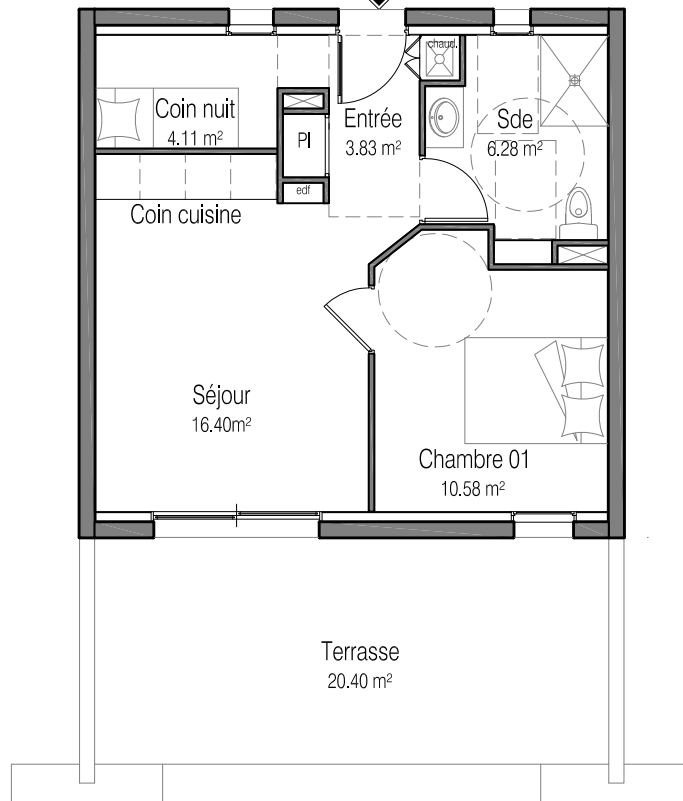 chaud.
Coin nuit
4.11 m²
Pl
Entrée
3.83 m²
Sde
6.28 m²
edf
Coin cuisine
Séjour
16.40m²
Chambre 01
10.58 m²
Terrasse
20.40 m²